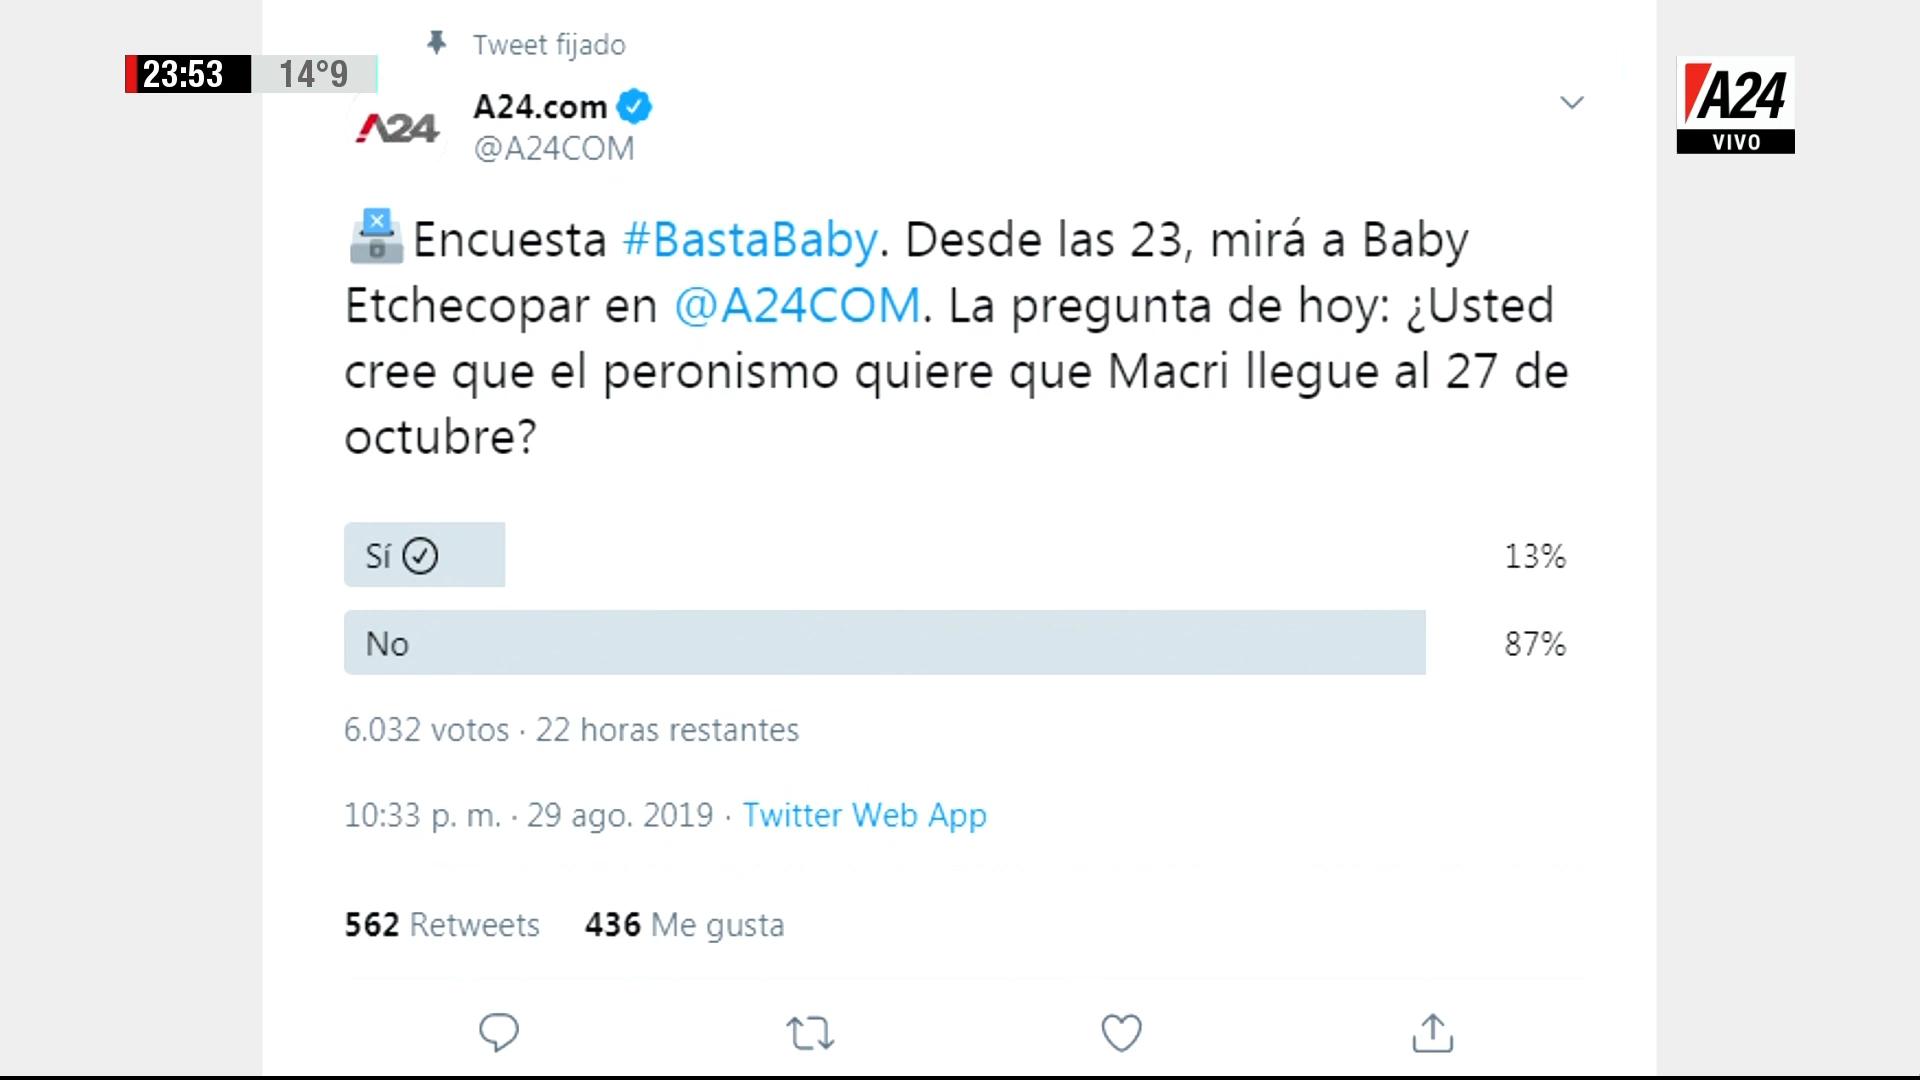 Tweet fijado
23:53 14°9
A24
A24.com
@A24COM
A24
VIVO
Encuesta #BastaBaby. Desde las 23, mirá a Baby
Etchecopar en @A24COM. La pregunta de hoy: ¿Usted
cree que el peronismo quiere que Macri llegue al 27 de
octubre?
Sí 13%
No 87%
6.032 votos · 22 horas restantes
10:33 p. m. · 29 ago. 2019 · Twitter Web App
562 Retweets 436 Me gusta